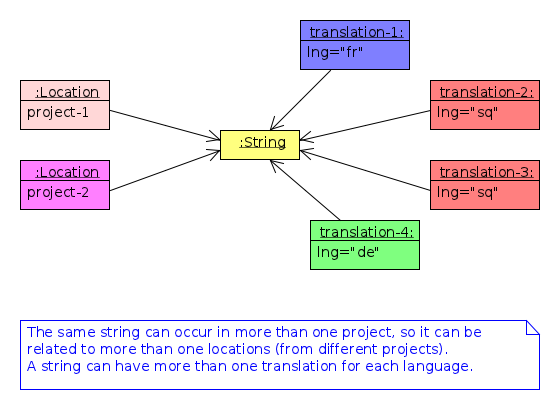 translation-1:
lng="fr"
:Location
project-1
translation-2:
lng="sq"
:String
:Location
project-2
translation-3:
lng="sq"
translation-4:
lng="de"
The same string can occur in more than one project, so it can be
related to more than one locations (from different projects).
A string can have more than one translation for each language.